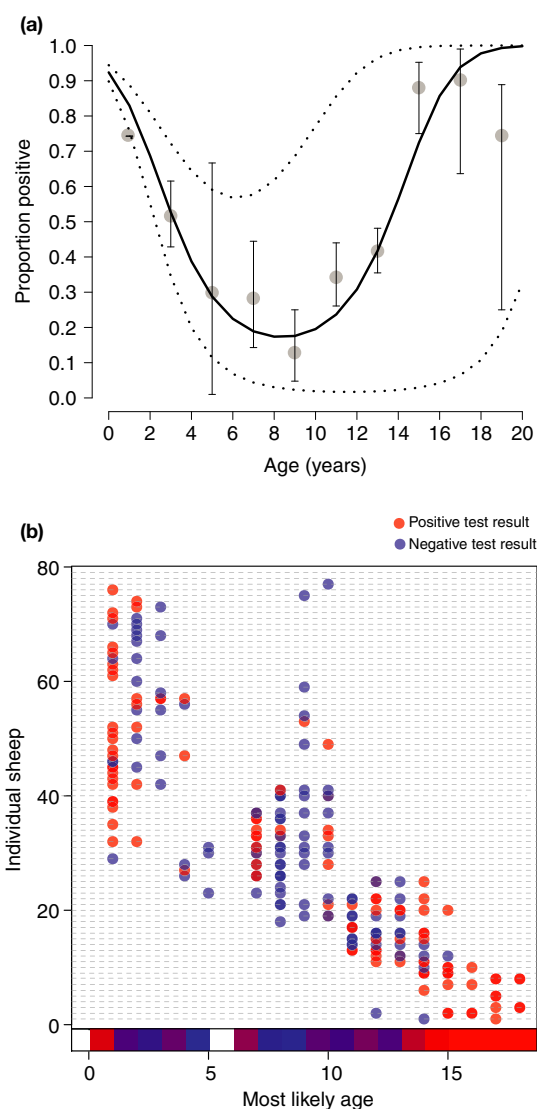 (a)
1.0
0.9
0.8
0.7
0.6
0.5
0.4
0.3
0.2
0.1
0.0
Proportion positive
0 2 4 6 8 10 12 14 16 18 20
Age (years)
(b)
Positive test result
Negative test result
80
60
40
20
0
Individual sheep
0 5 10 15
Most likely age